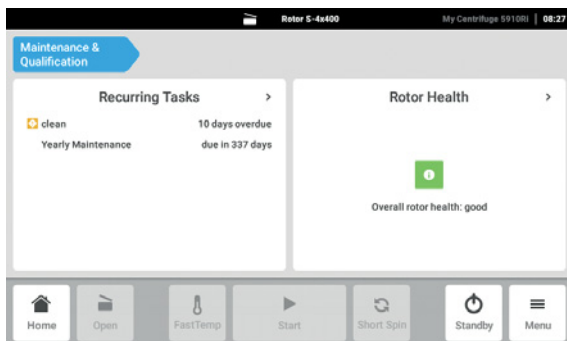 Rotor S-4x400
My Centrifuge 5910Ri | 08:27
Maintenance &
Qualification
Recurring Tasks >
clean 10 days overdue
Yearly Maintenance due in 337 days
Rotor Health >
Overall rotor health: good
Home Open FastTemp Start Short Spin Standby Menu